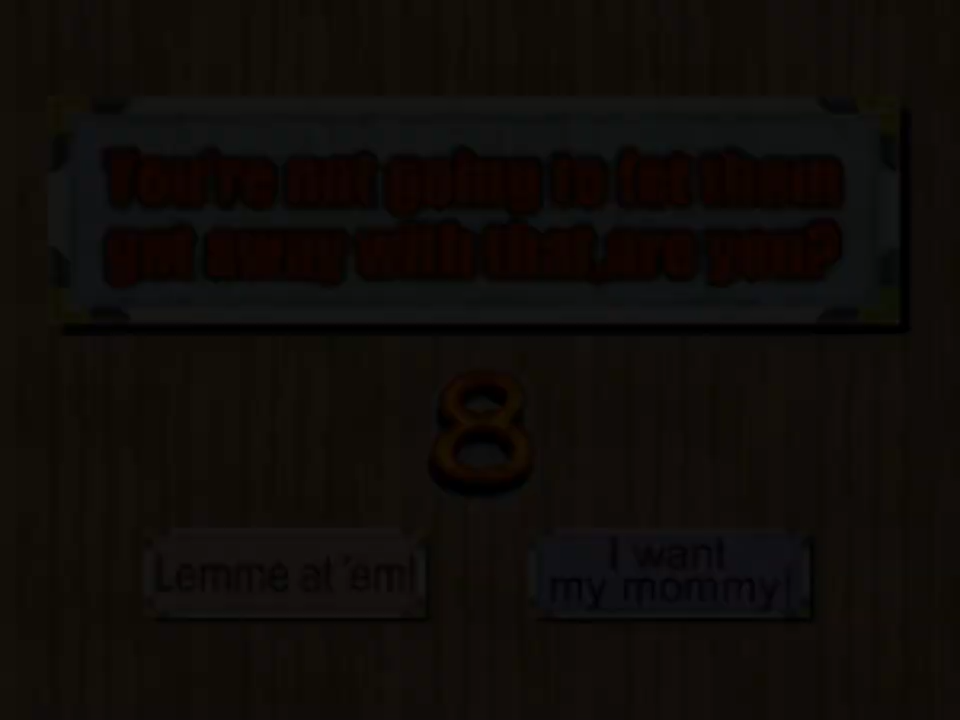 You're not going to let them
get away with that,are you?
8
Lemme at 'em!
I want
my mommy!